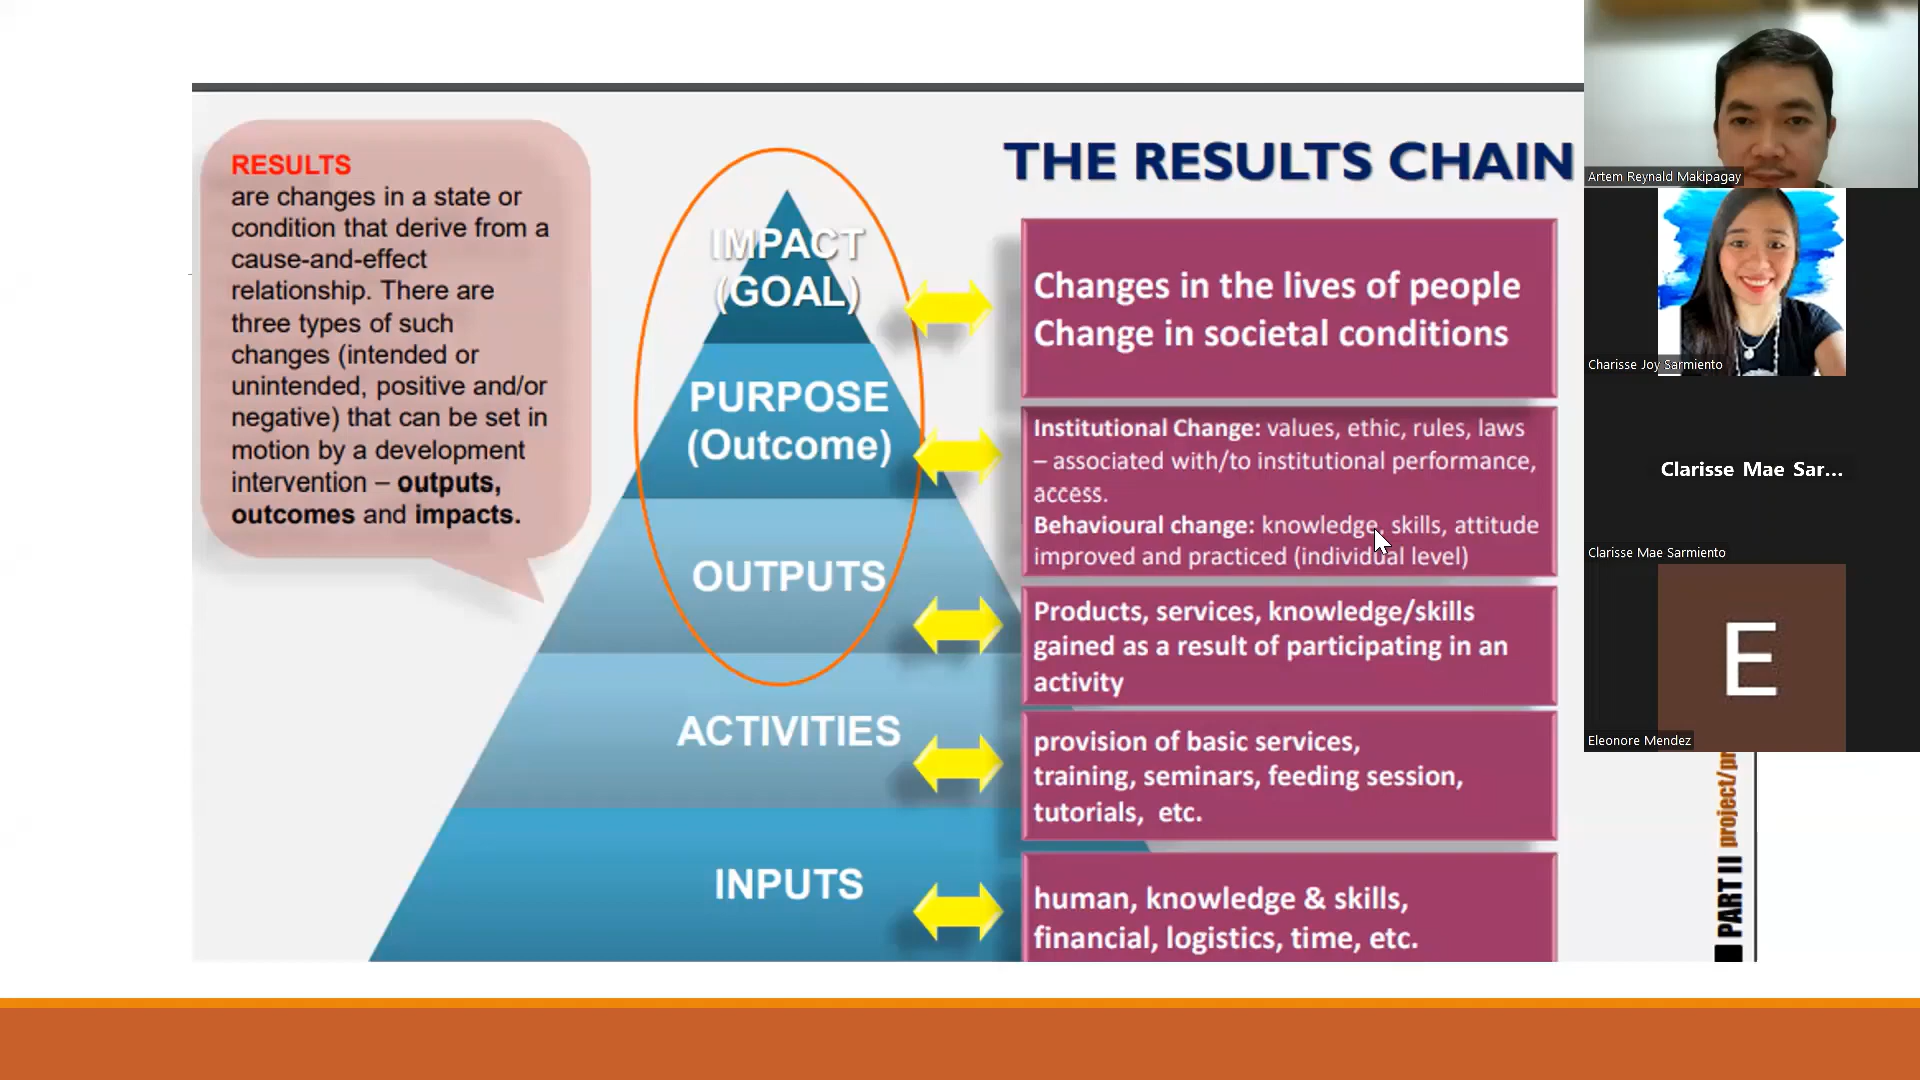 RESULTS
are changes in a state or
condition that derive from a
cause-and-effect
relationship. There are
three types of such
changes (intended or
unintended, positive and/or
negative) that can be set in
motion by a development
intervention – outputs,
outcomes and impacts.
THE RESULTS CHAIN
IMPACT
(GOAL)
Changes in the lives of people
Change in societal conditions
PURPOSE
(Outcome)
Institutional Change: values, ethic, rules, laws
– associated with/to institutional performance,
access.
Behavioural change: knowledge, skills, attitude
improved and practiced (individual level)
OUTPUTS
Products, services, knowledge/skills
gained as a result of participating in an
activity
ACTIVITIES
provision of basic services,
training, seminars, feeding session,
tutorials, etc.
INPUTS
human, knowledge & skills,
financial, logistics, time, etc.
Artem Reynald Makipagay
Charisse Joy Sarmiento
Clarisse Mae Sar...
Clarisse Mae Sarmiento
E
Eleonore Mendez
PART II
project/pr